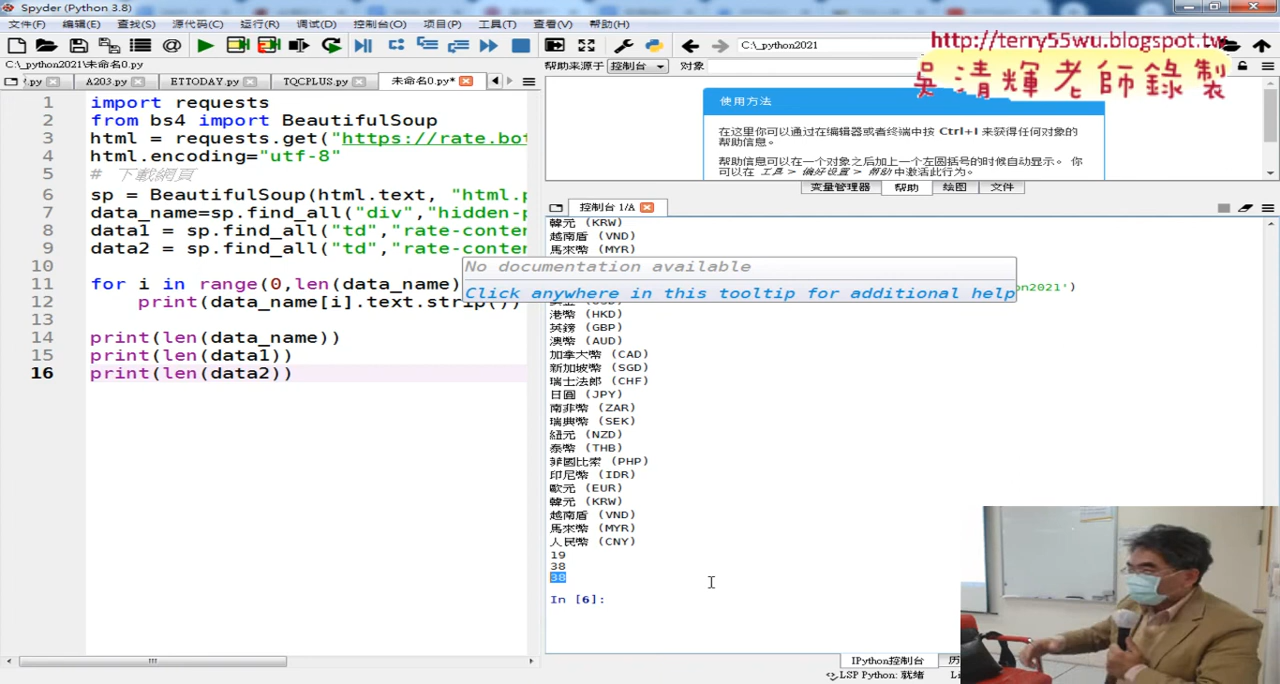 Spyder (Python 3.8)
文件(F) 编辑(E) 查找(S) 源代码(C) 运行(R) 调试(D) 控制台(O) 项目(P) 工具(T) 查看(V) 帮助(H)
C:\_python2021
http://terry55wu.blogspot.tw
吳清輝老師錄製
C:\_python2021\未命名0.py
.py A203.py ETTODAY.py TQCPLUS.py 未命名0.py*
帮助来源于 控制台 对象
使用方法
在这里你可以通过在编辑器或者终端中按 Ctrl+I 来获得任何对象的
帮助信息。
帮助信息可以在一个对象之后加上一个左圆括号的时候自动显示。 你
可以在 工具 > 偏好设置 > 帮助 中激活此行为。
变量管理器 帮助 绘图 文件
控制台 1/A
1 import requests
2 from bs4 import BeautifulSoup
3 html = requests.get("https://rate.bot
4 html.encoding="utf-8"
5 # 下載網頁
6 sp = BeautifulSoup(html.text, "html.p
7 data_name=sp.find_all("div","hidden-p
8 data1 = sp.find_all("td","rate-conten
9 data2 = sp.find_all("td","rate-conten
10
11 for i in range(0,len(data_name)
12 print(data_name[i].text.strip())
13
14 print(len(data_name))
15 print(len(data1))
16 print(len(data2))
No documentation available
Click anywhere in this tooltip for additional help
韓元 (KRW)
越南盾 (VND)
馬來幣 (MYR)
on2021')
港幣 (HKD)
英鎊 (GBP)
澳幣 (AUD)
加拿大幣 (CAD)
新加坡幣 (SGD)
瑞士法郎 (CHF)
日圓 (JPY)
南非幣 (ZAR)
瑞典幣 (SEK)
紐元 (NZD)
泰幣 (THB)
菲國比索 (PHP)
印尼幣 (IDR)
歐元 (EUR)
韓元 (KRW)
越南盾 (VND)
馬來幣 (MYR)
人民幣 (CNY)
19
38
38
In [6]:
IPython控制台 历
LSP Python: 就绪